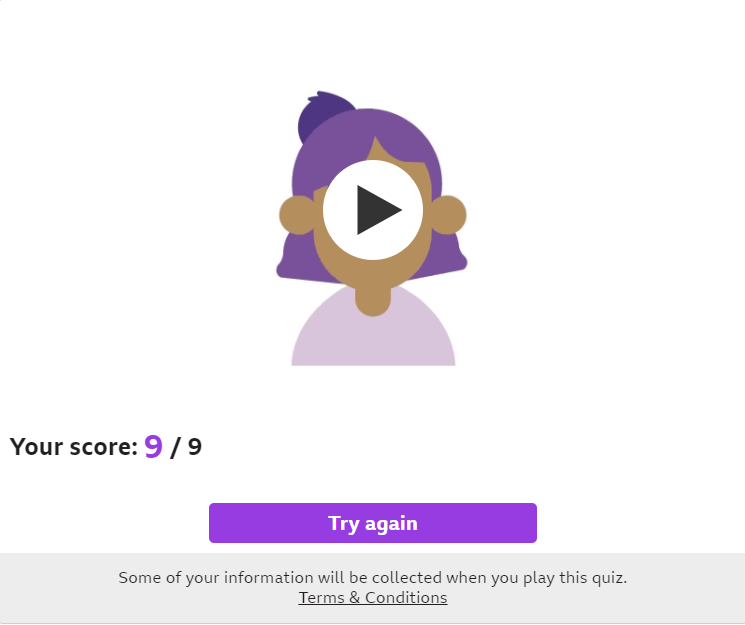 Your score: 9 / 9
Try again
Some of your information will be collected when you play this quiz.
Terms & Conditions